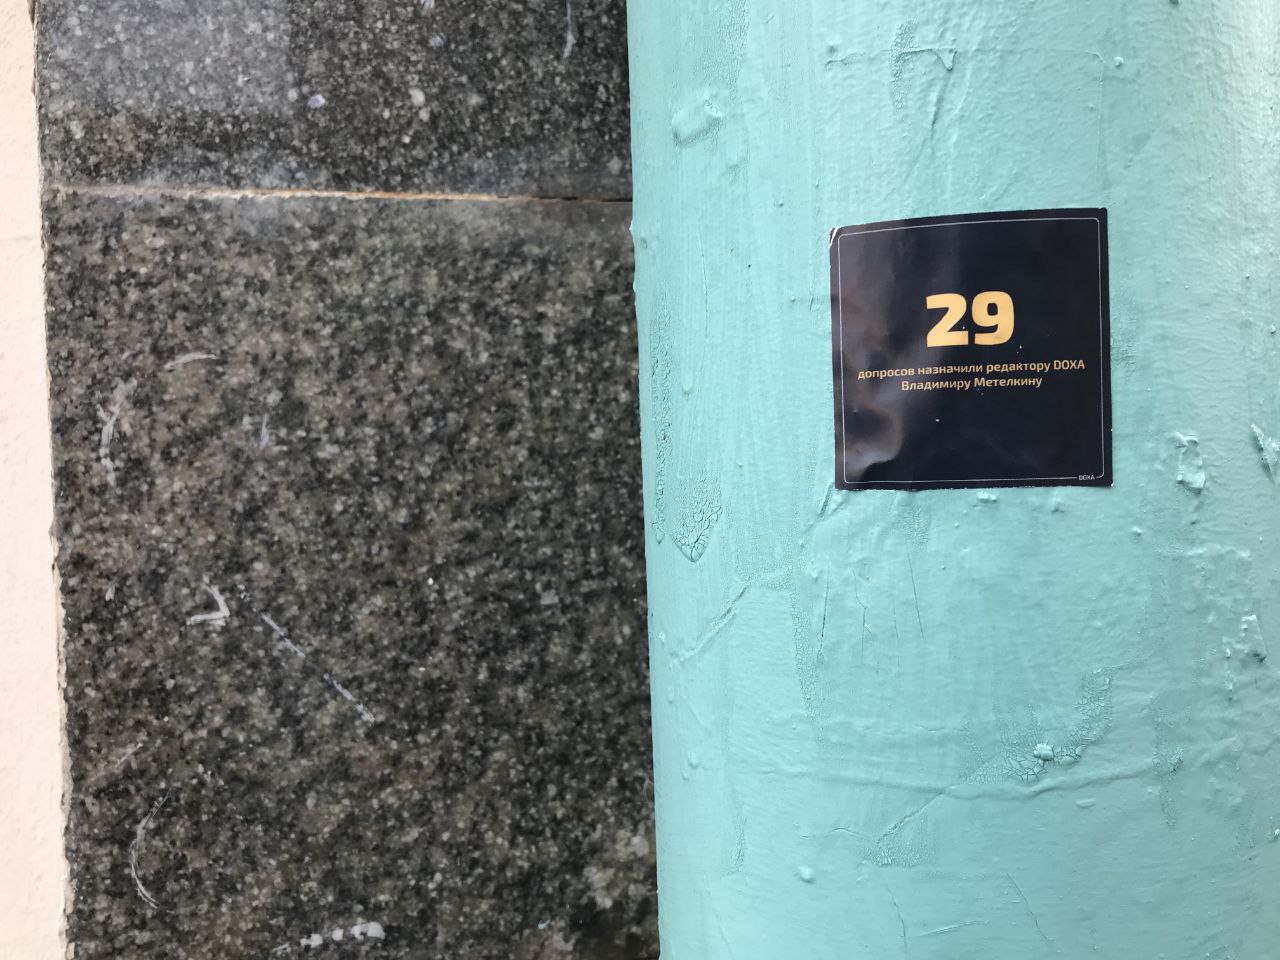 29
допросов назначили редактору DOXA
Владимиру Метелкину
DOXA